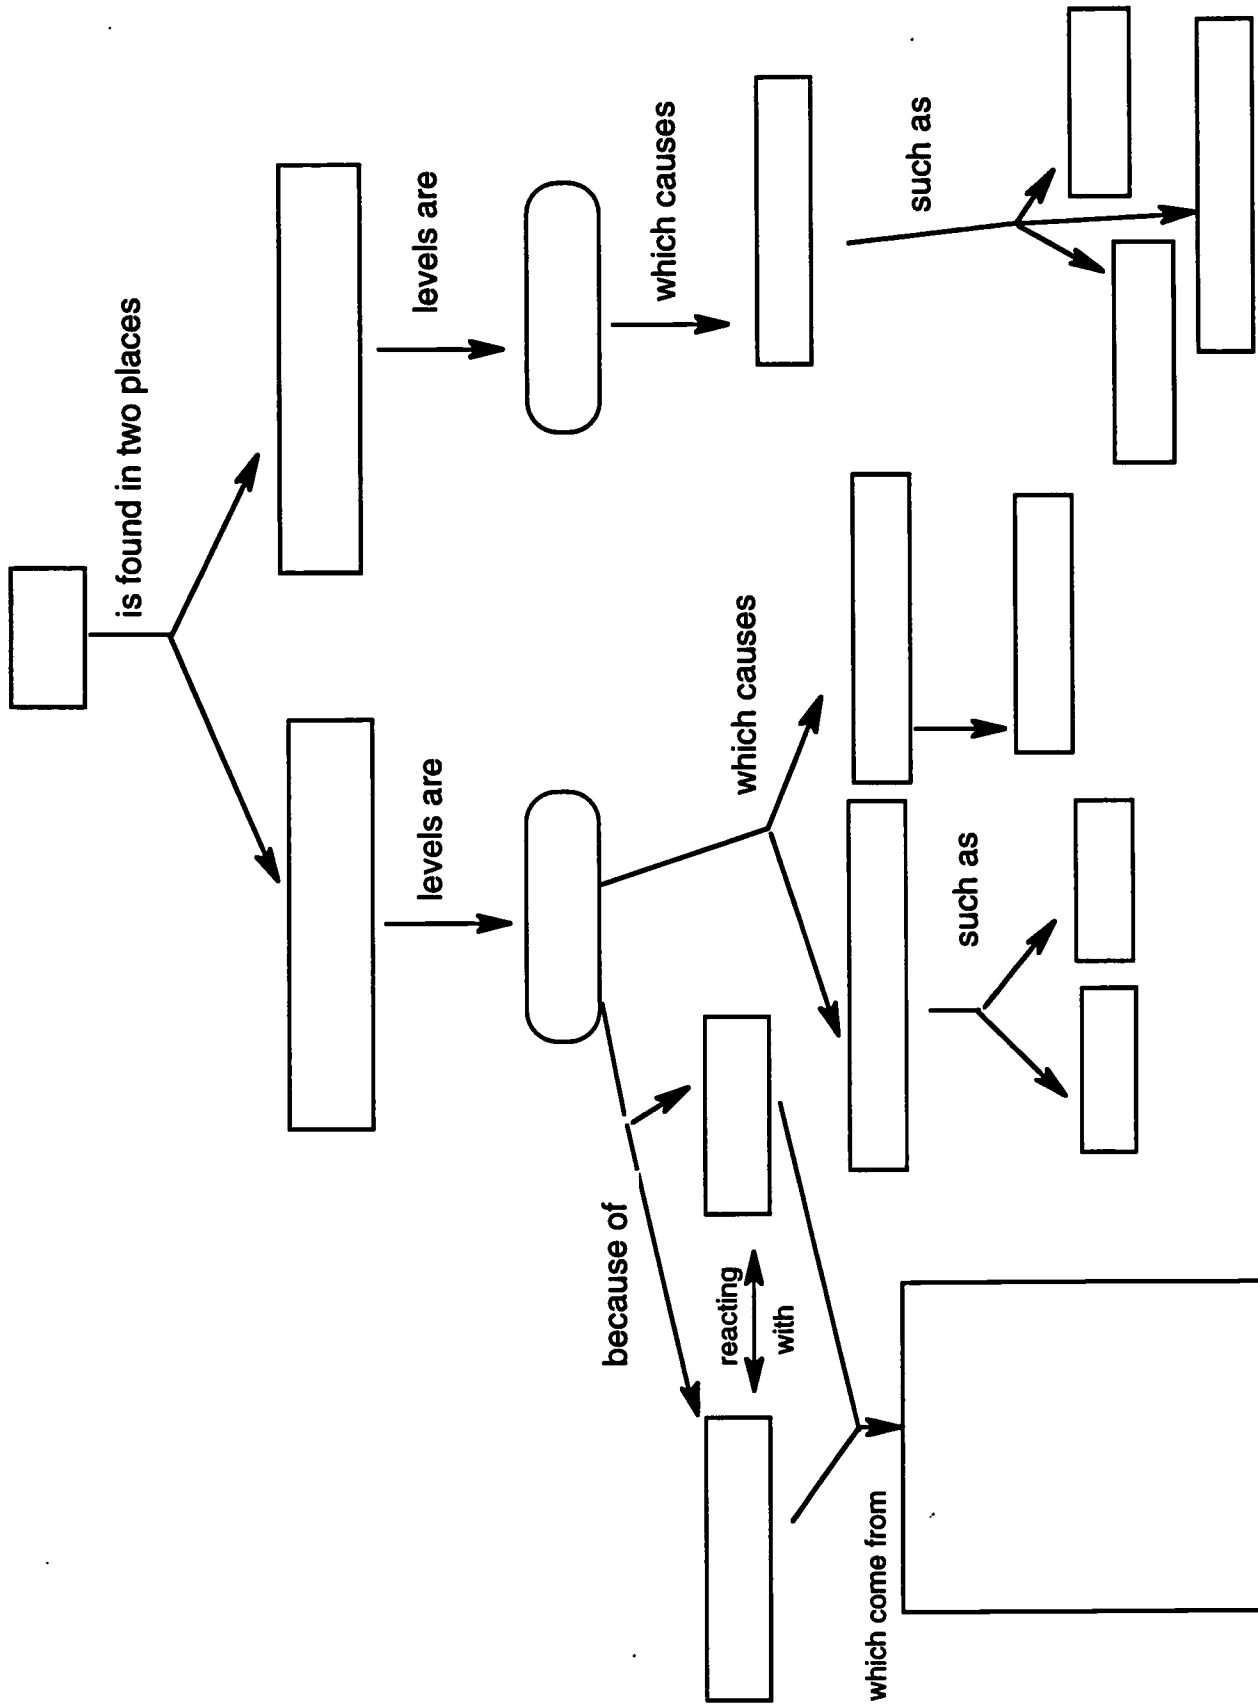 is found in two places
levels are
levels are
because of
which causes
which causes
reacting
with
which come from
such as
such as